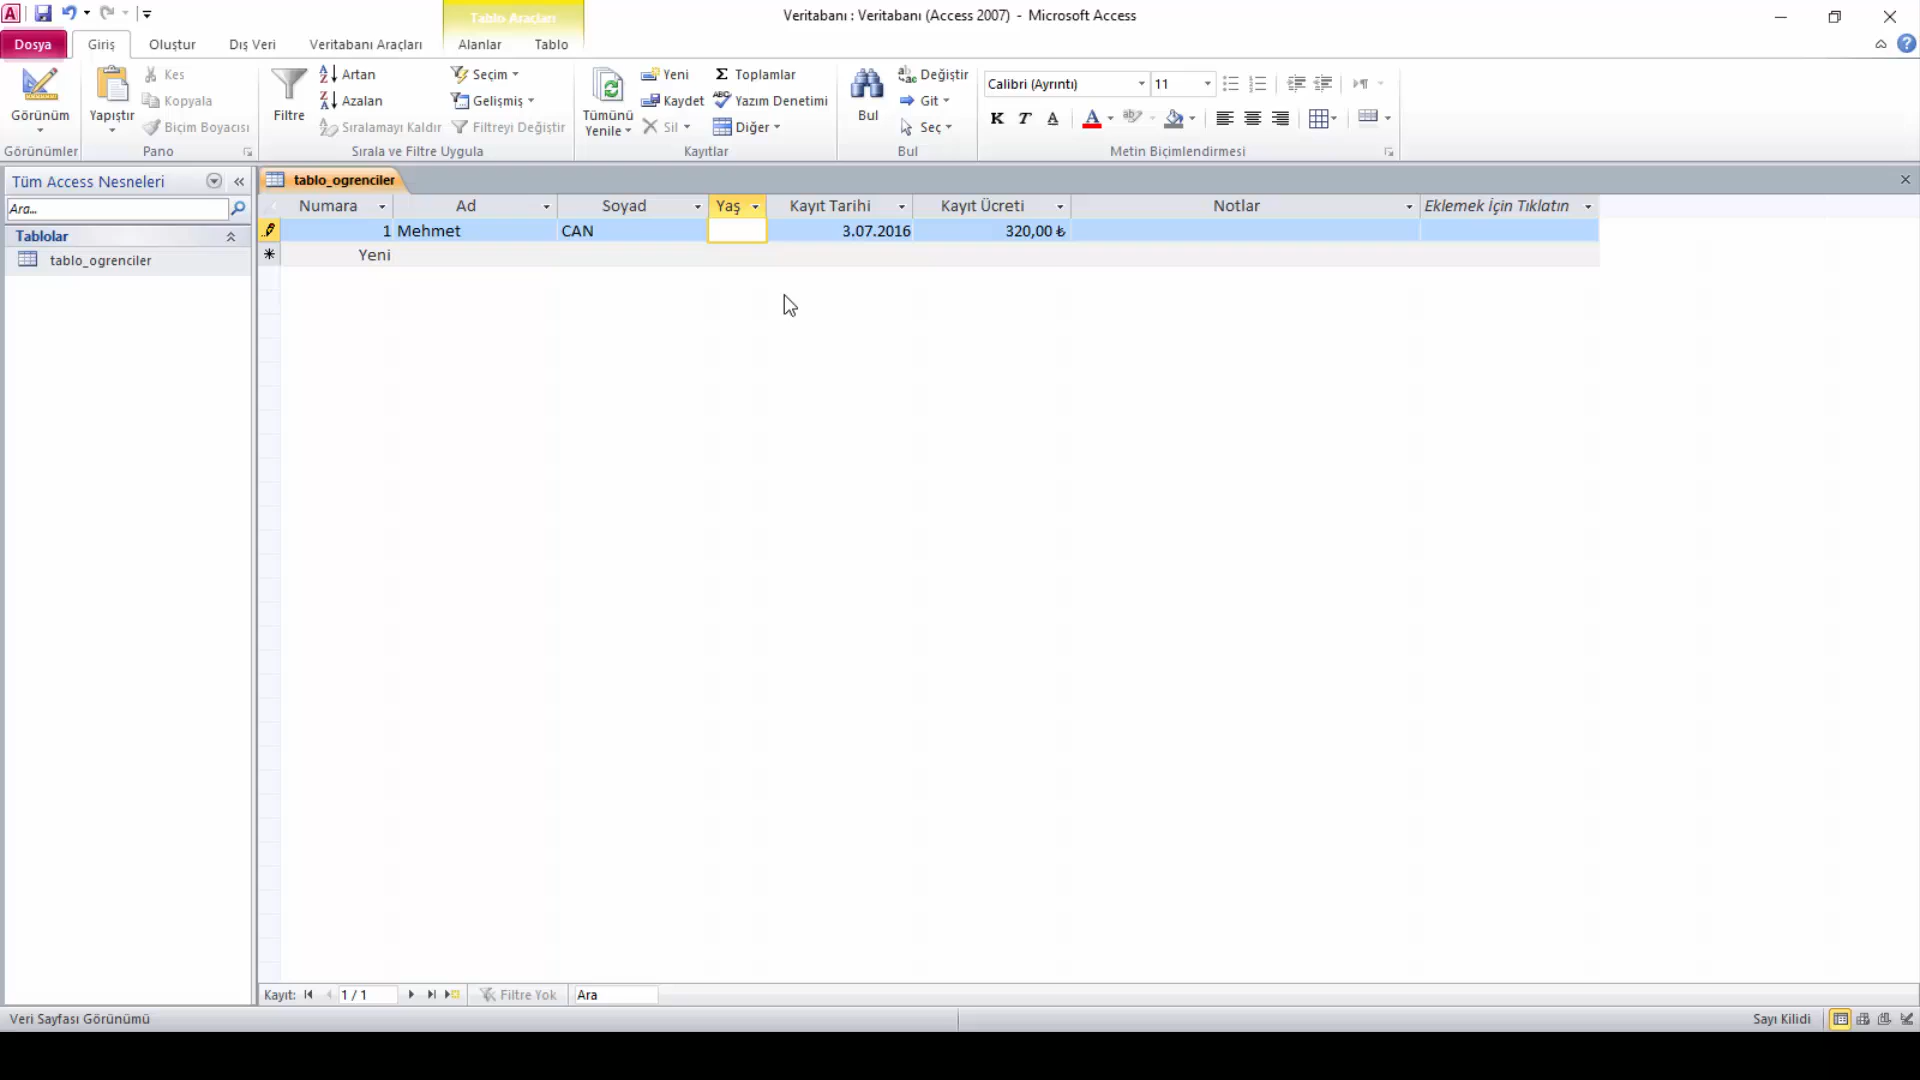 Tablo Araçları
Veritabanı : Veritabanı (Access 2007) - Microsoft Access
Dosya Giriş Oluştur Dış Veri Veritabanı Araçları Alanlar Tablo
Görünüm
Görünümler
Yapıştır
Kes
Kopyala
Biçim Boyacısı
Pano
Filtre
Artan
Azalan
Sıralamayı Kaldır
Seçim
Gelişmiş
Filtreyi Değiştir
Sırala ve Filtre Uygula
Tümünü
Yenile
Yeni
Kaydet
Sil
Toplamlar
Yazım Denetimi
Diğer
Kayıtlar
Bul
Değiştir
Git
Seç
Bul
Calibri (Ayrıntı) 11
K T A
Metin Biçimlendirmesi
Tüm Access Nesneleri
Ara...
Tablolar
tablo_ogrenciler
tablo_ogrenciler
Numara Ad Soyad Yaş Kayıt Tarihi Kayıt Ücreti Notlar Eklemek İçin Tıklatın
1 Mehmet CAN 3.07.2016 320,00 ₺
Yeni
Kayıt: 1 / 1 Filtre Yok Ara
Veri Sayfası Görünümü Sayı Kilidi